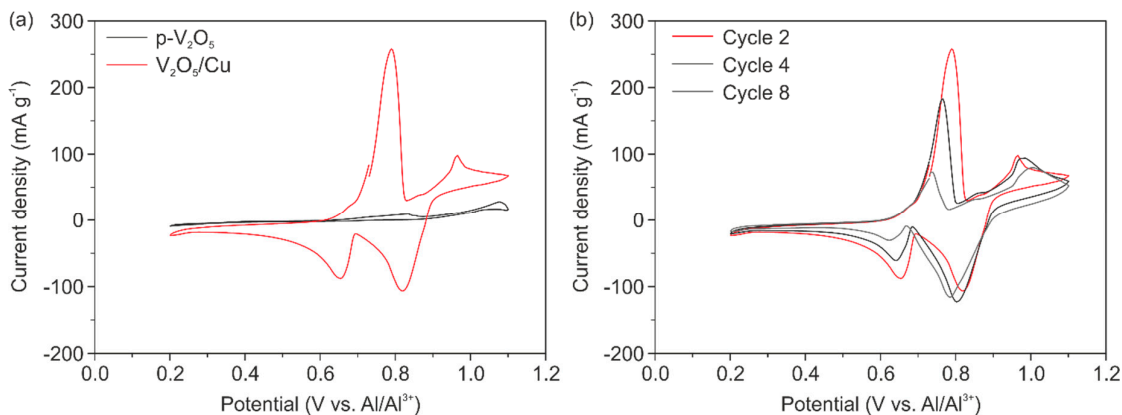 (a)
300
200
100
0
-100
-200
Current density (mA g⁻¹)
p-V₂O₅
V₂O₅/Cu
0.0 0.2 0.4 0.6 0.8 1.0 1.2
Potential (V vs. Al/Al³⁺)
(b)
300
200
100
0
-100
-200
Current density (mA g⁻¹)
Cycle 2
Cycle 4
Cycle 8
0.0 0.2 0.4 0.6 0.8 1.0 1.2
Potential (V vs. Al/Al³⁺)